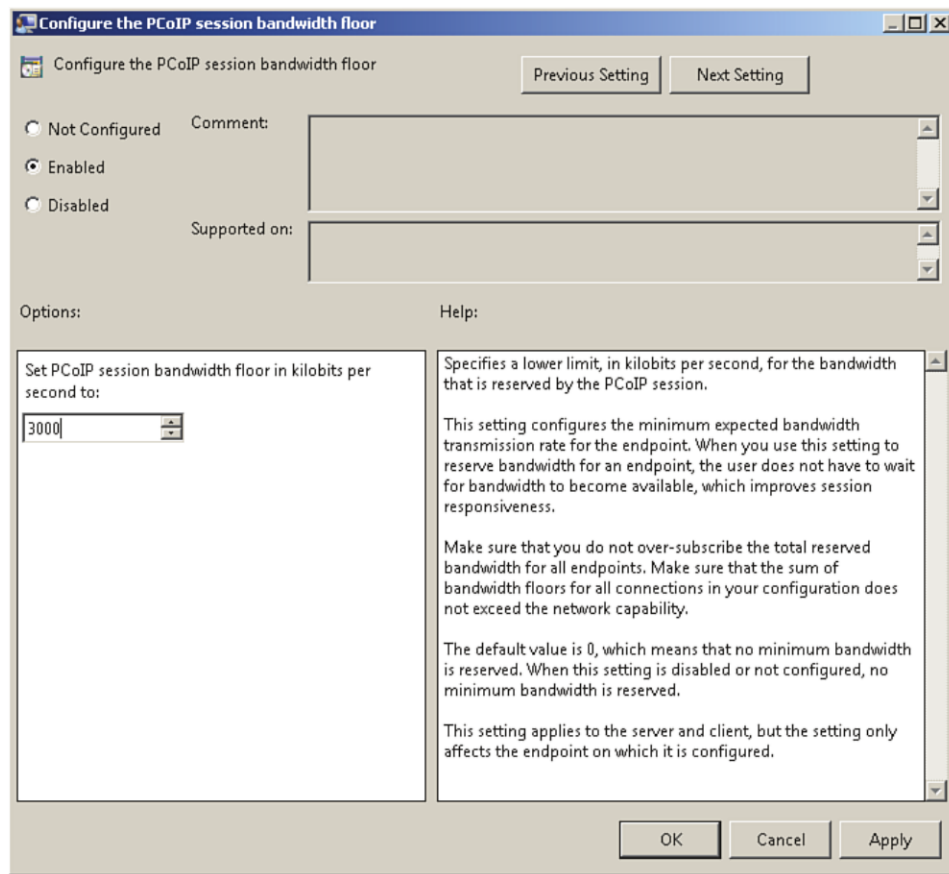 Configure the PCoIP session bandwidth floor
Configure the PCoIP session bandwidth floor
Previous Setting
Next Setting
Not Configured
Comment:
Enabled
Disabled
Supported on:
Options:
Help:
Set PCoIP session bandwidth floor in kilobits per
second to:
3000
Specifies a lower limit, in kilobits per second, for the bandwidth
that is reserved by the PCoIP session.
This setting configures the minimum expected bandwidth
transmission rate for the endpoint. When you use this setting to
reserve bandwidth for an endpoint, the user does not have to wait
for bandwidth to become available, which improves session
responsiveness.
Make sure that you do not over-subscribe the total reserved
bandwidth for all endpoints. Make sure that the sum of
bandwidth floors for all connections in your configuration does
not exceed the network capability.
The default value is 0, which means that no minimum bandwidth
is reserved. When this setting is disabled or not configured, no
minimum bandwidth is reserved.
This setting applies to the server and client, but the setting only
affects the endpoint on which it is configured.
OK
Cancel
Apply